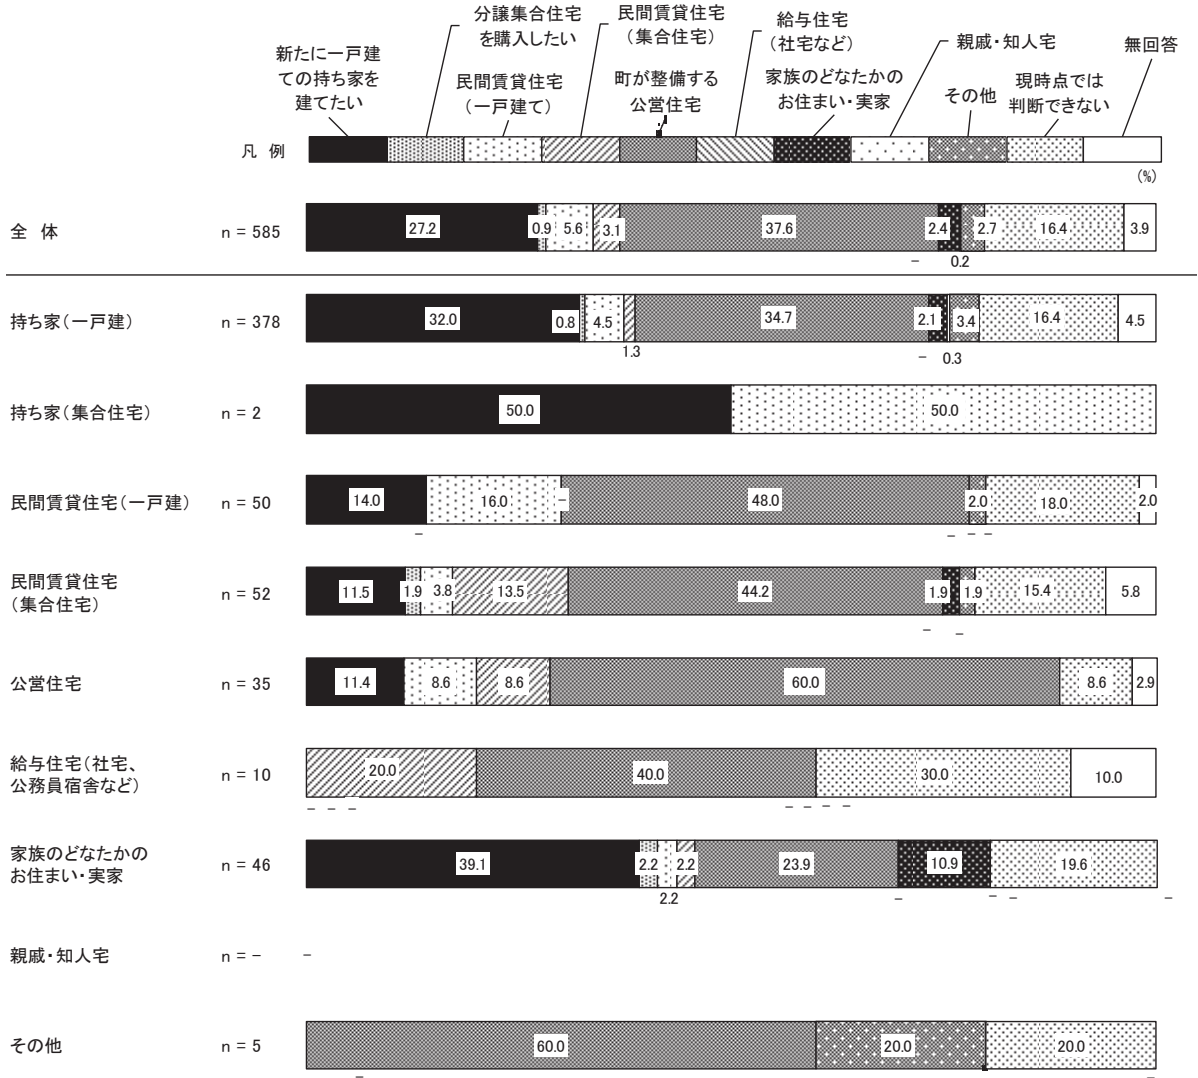 分譲集合住宅
を購入したい
民間賃貸住宅
（集合住宅）
給与住宅
（社宅など）
親戚・知人宅
無回答
新たに一戸建
ての持ち家を
建てたい
民間賃貸住宅
（一戸建て）
町が整備する
公営住宅
家族のどなたかの
お住まい・実家
その他
現時点では
判断できない
凡 例
(%)
全 体 n = 585 27.2 0.9 5.6 3.1 37.6 2.4 2.7 16.4 3.9
－ 0.2
持ち家（一戸建） n = 378 32.0 0.8 4.5 34.7 2.1 3.4 16.4 4.5
1.3 － 0.3
持ち家（集合住宅） n = 2 50.0 50.0
民間賃貸住宅（一戸建） n = 50 14.0 16.0 － 48.0 2.0 18.0 2.0
－ － － －
民間賃貸住宅
（集合住宅） n = 52 11.5 1.9 3.8 13.5 44.2 1.9 1.9 15.4 5.8
－ －
公営住宅 n = 35 11.4 8.6 8.6 60.0 8.6 2.9
給与住宅（社宅、
公務員宿舎など） n = 10 20.0 40.0 30.0 10.0
－ － － － － － －
家族のどなたかの
お住まい・実家 n = 46 39.1 2.2 2.2 23.9 10.9 19.6
2.2 － － － －
親戚・知人宅 n = － －
その他 n = 5 60.0 20.0 20.0
－ －